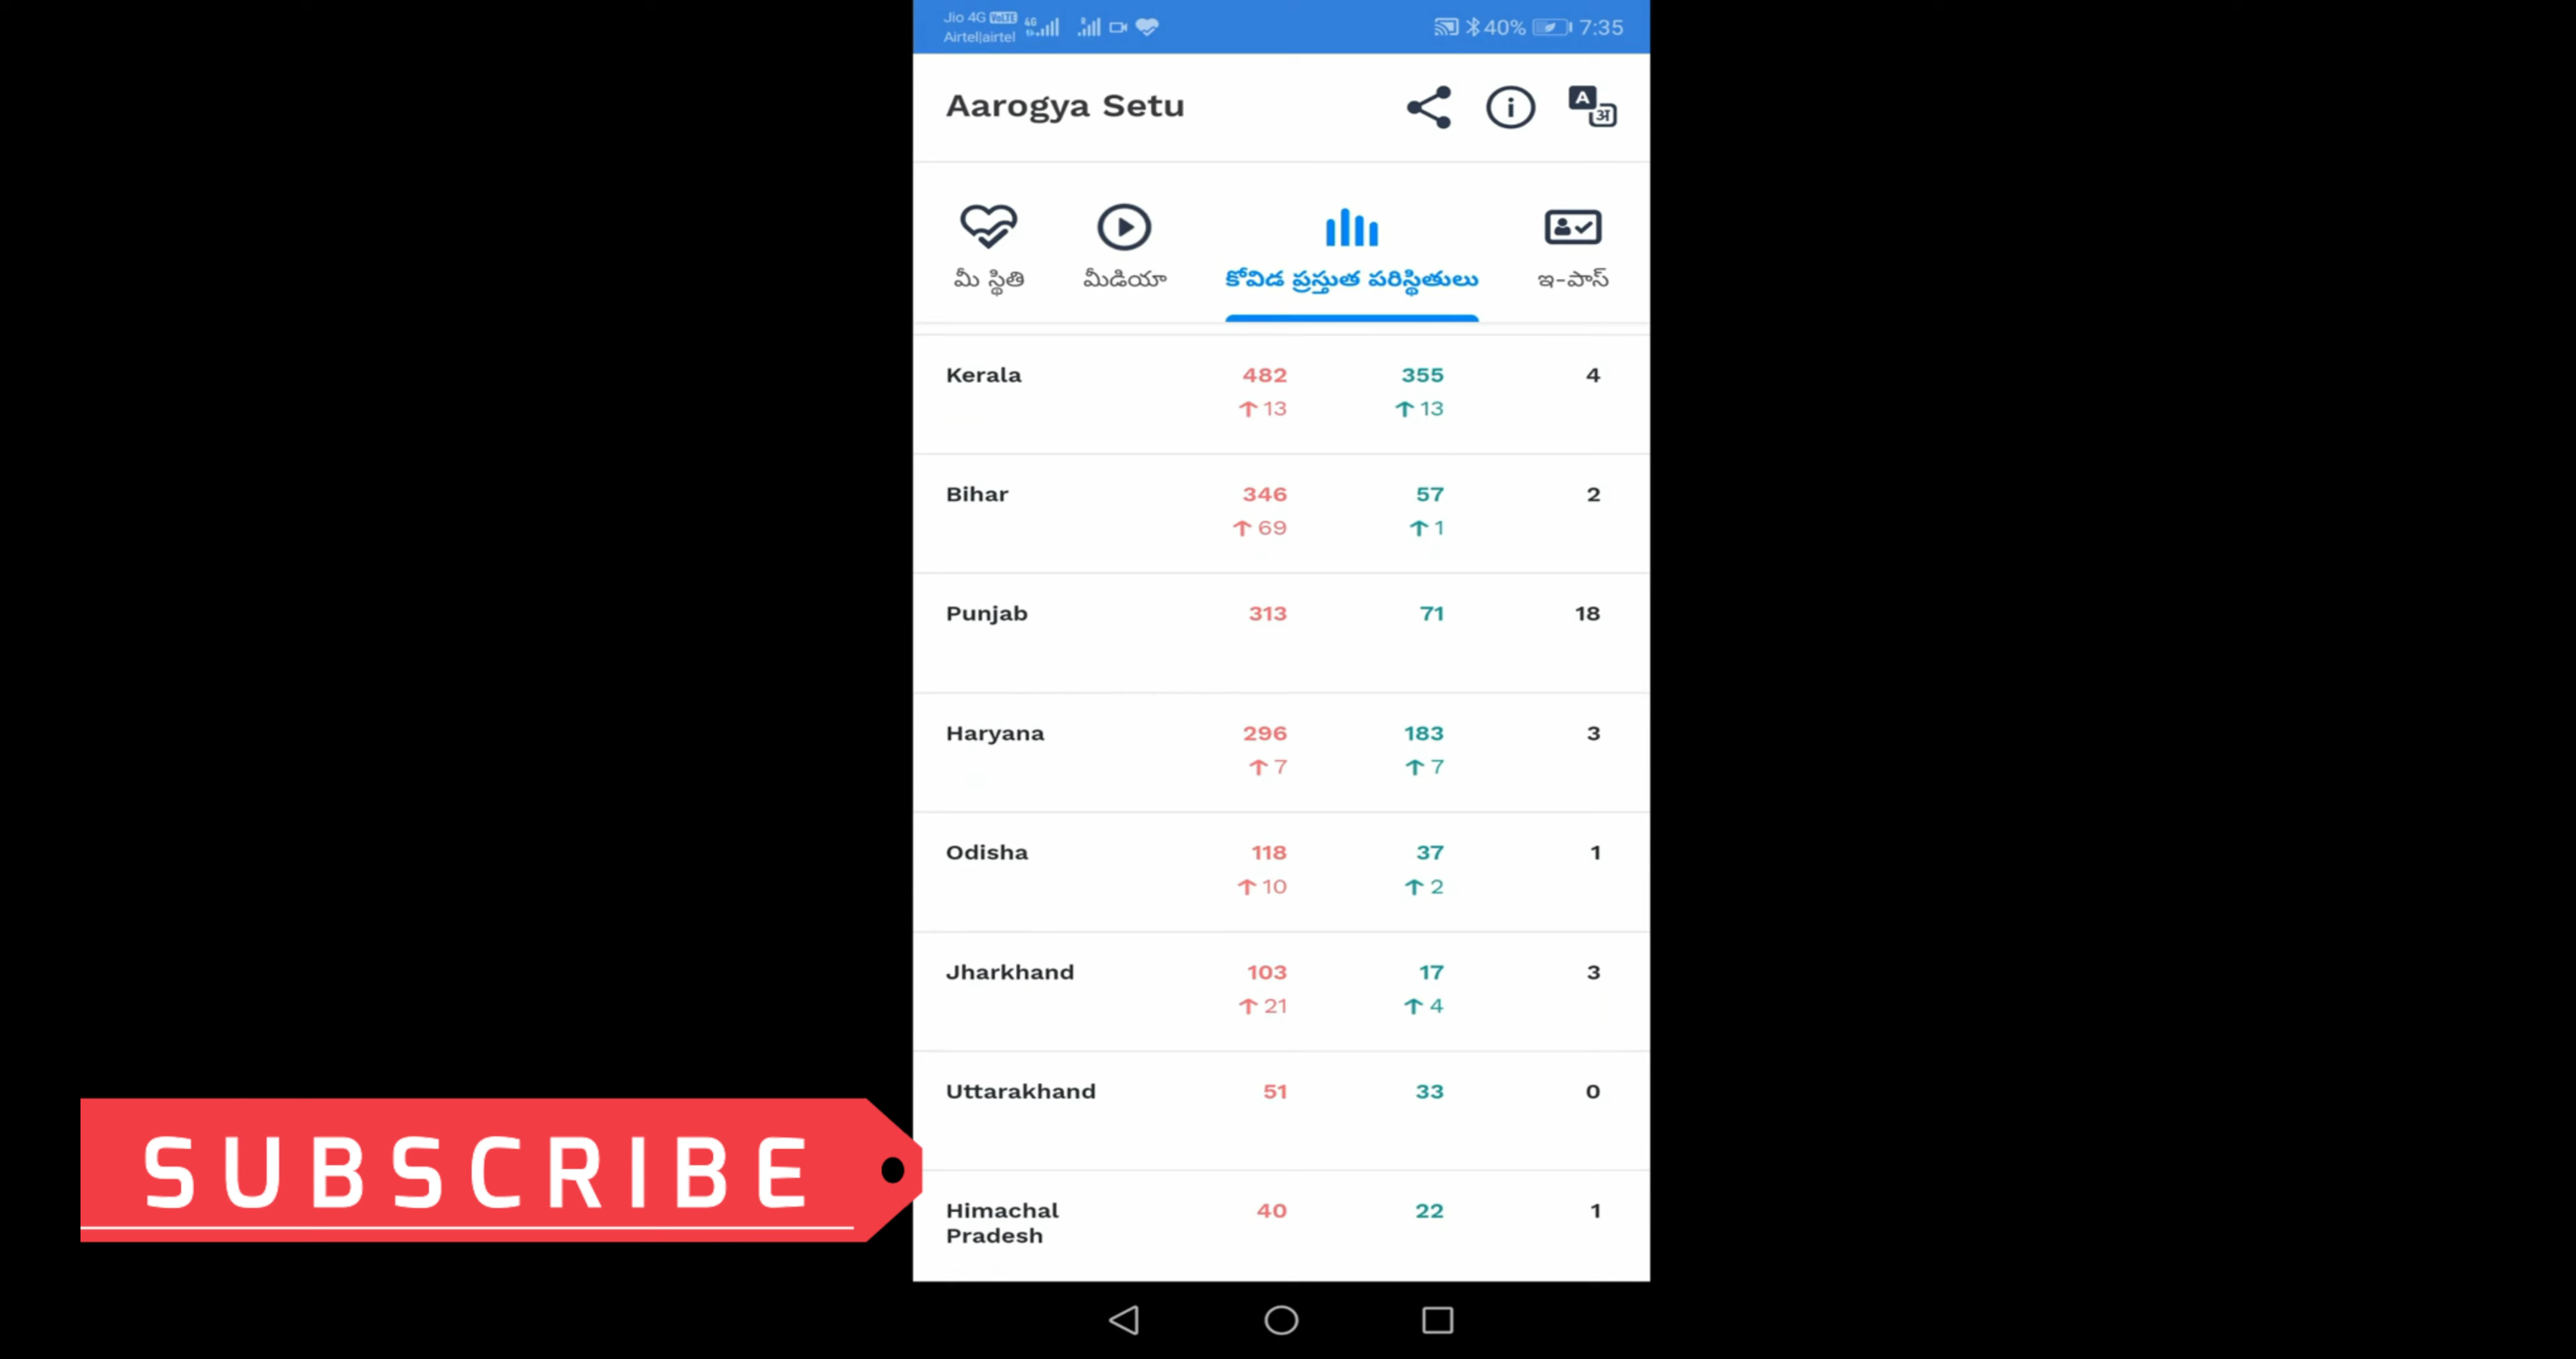 Jio 4G VoLTE 4G 40% 7:35
Airtel|airtel
Aarogya Setu
మీ స్థితి మీడియా కోవిడ ప్రస్తుత పరిస్థితులు ఇ-పాస్
Kerala 482 355 4
↑ 13 ↑ 13
Bihar 346 57 2
↑ 69 ↑ 1
Punjab 313 71 18
Haryana 296 183 3
↑ 7 ↑ 7
Odisha 118 37 1
↑ 10 ↑ 2
Jharkhand 103 17 3
↑ 21 ↑ 4
Uttarakhand 51 33 0
Himachal 40 22 1
Pradesh
SUBSCRIBE